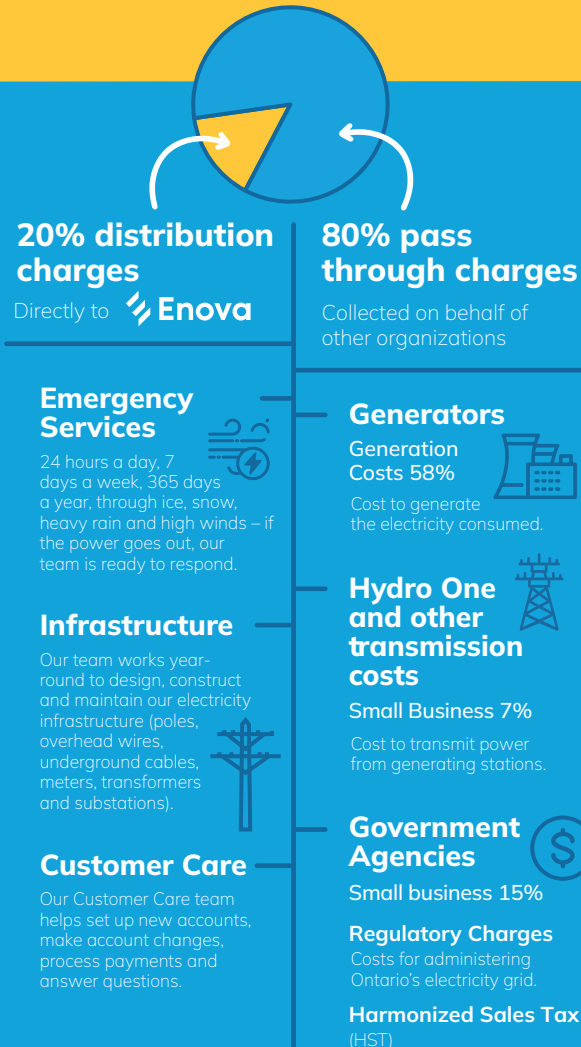 20% distribution
charges
Directly to Enova
80% pass
through charges
Collected on behalf of
other organizations
Emergency
Services
24 hours a day, 7
days a week, 365 days
a year, through ice, snow,
heavy rain and high winds – if
the power goes out, our
team is ready to respond.
Infrastructure
Our team works year-
round to design, construct
and maintain our electricity
infrastructure (poles,
overhead wires,
underground cables,
meters, transformers
and substations).
Customer Care
Our Customer Care team
helps set up new accounts,
make account changes,
process payments and
answer questions.
Generators
Generation
Costs 58%
Cost to generate
the electricity consumed.
Hydro One
and other
transmission
costs
Small Business 7%
Cost to transmit power
from generating stations.
Government
Agencies
Small business 15%
Regulatory Charges
Costs for administering
Ontario's electricity grid.
Harmonized Sales Tax
(HST)